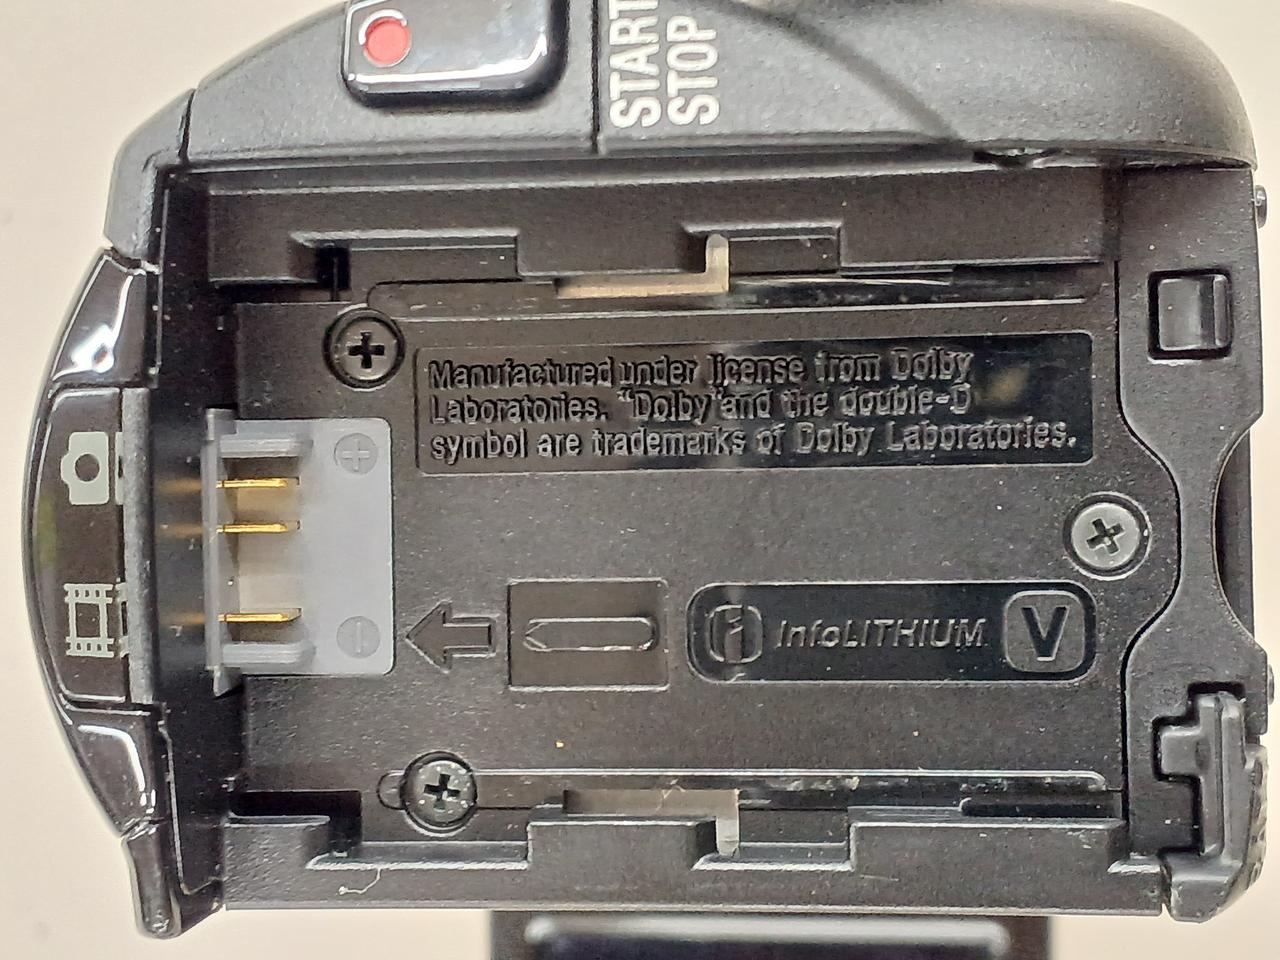 START
STOP
Manufactured under license from Dolby
Laboratories. "Dolby"and the double-D
symbol are trademarks of Dolby Laboratories.
+
InfoLITHIUM V
-